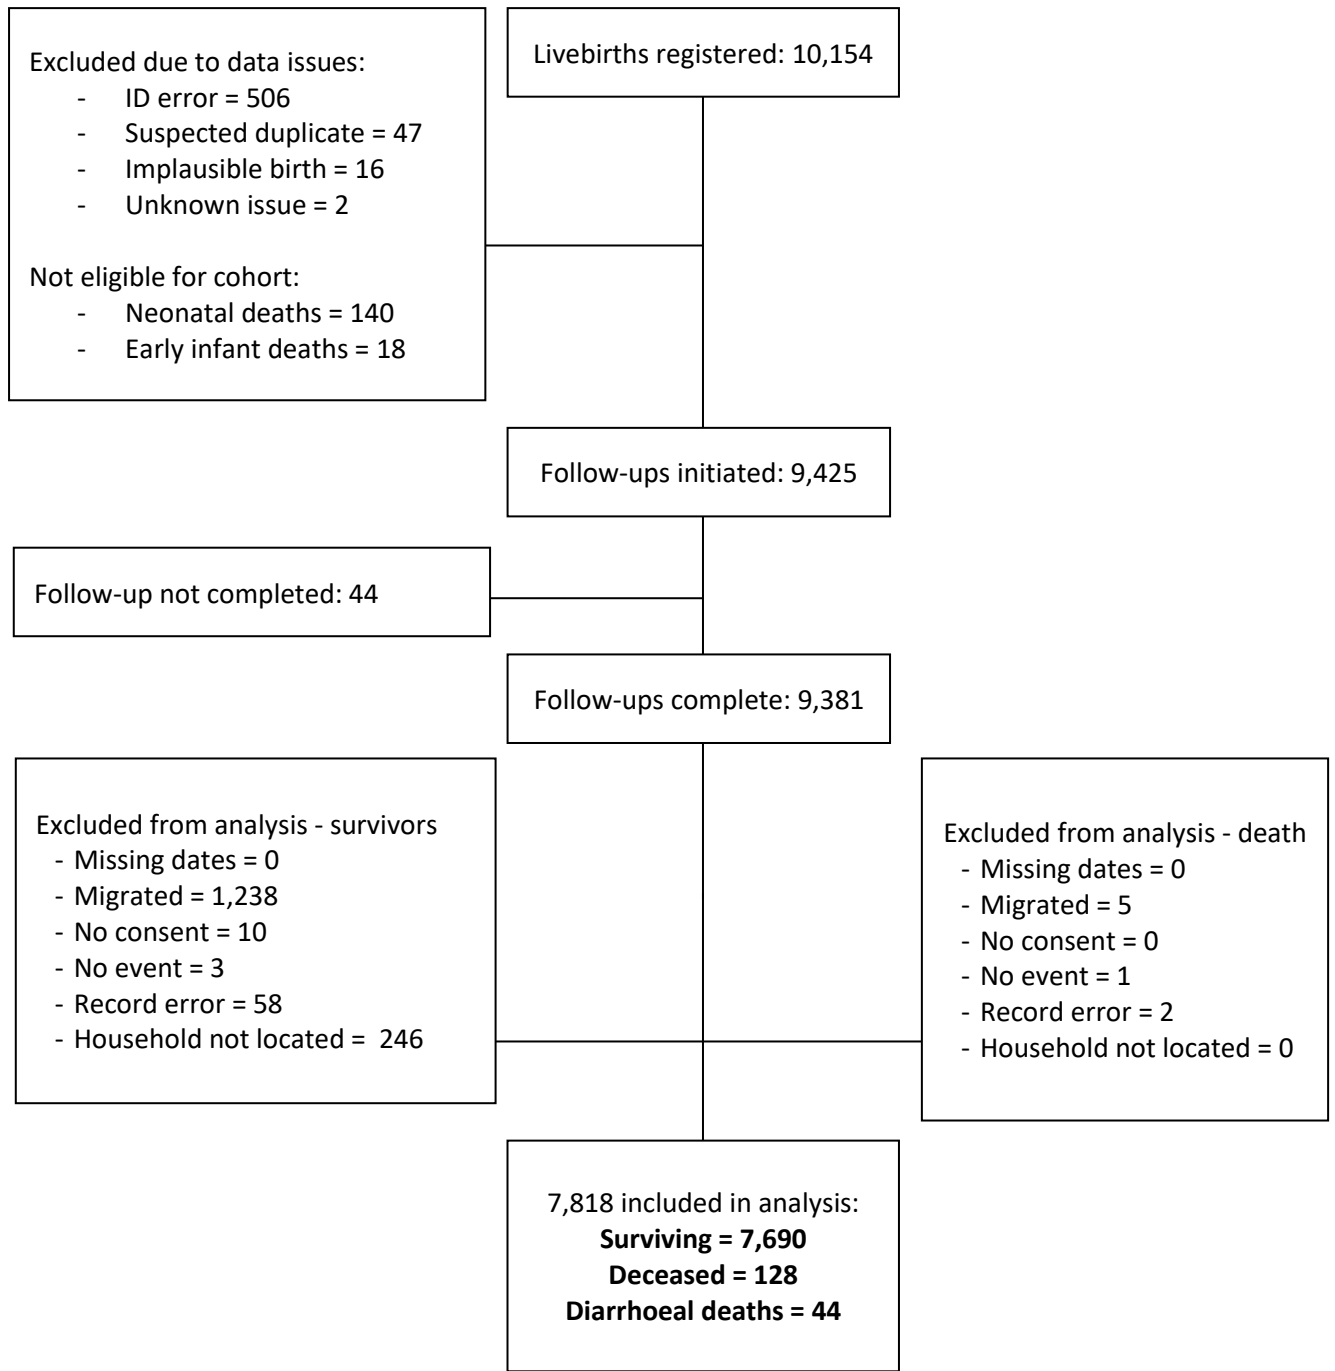 Livebirths registered: 10,154
Excluded due to data issues:
- ID error = 506
- Suspected duplicate = 47
- Implausible birth = 16
- Unknown issue = 2
Not eligible for cohort:
- Neonatal deaths = 140
- Early infant deaths = 18
Follow-ups initiated: 9,425
Follow-up not completed: 44
Follow-ups complete: 9,381
Excluded from analysis - survivors
- Missing dates = 0
- Migrated = 1,238
- No consent = 10
- No event = 3
- Record error = 58
- Household not located = 246
Excluded from analysis - death
- Missing dates = 0
- Migrated = 5
- No consent = 0
- No event = 1
- Record error = 2
- Household not located = 0
7,818 included in analysis:
Surviving = 7,690
Deceased = 128
Diarrhoeal deaths = 44